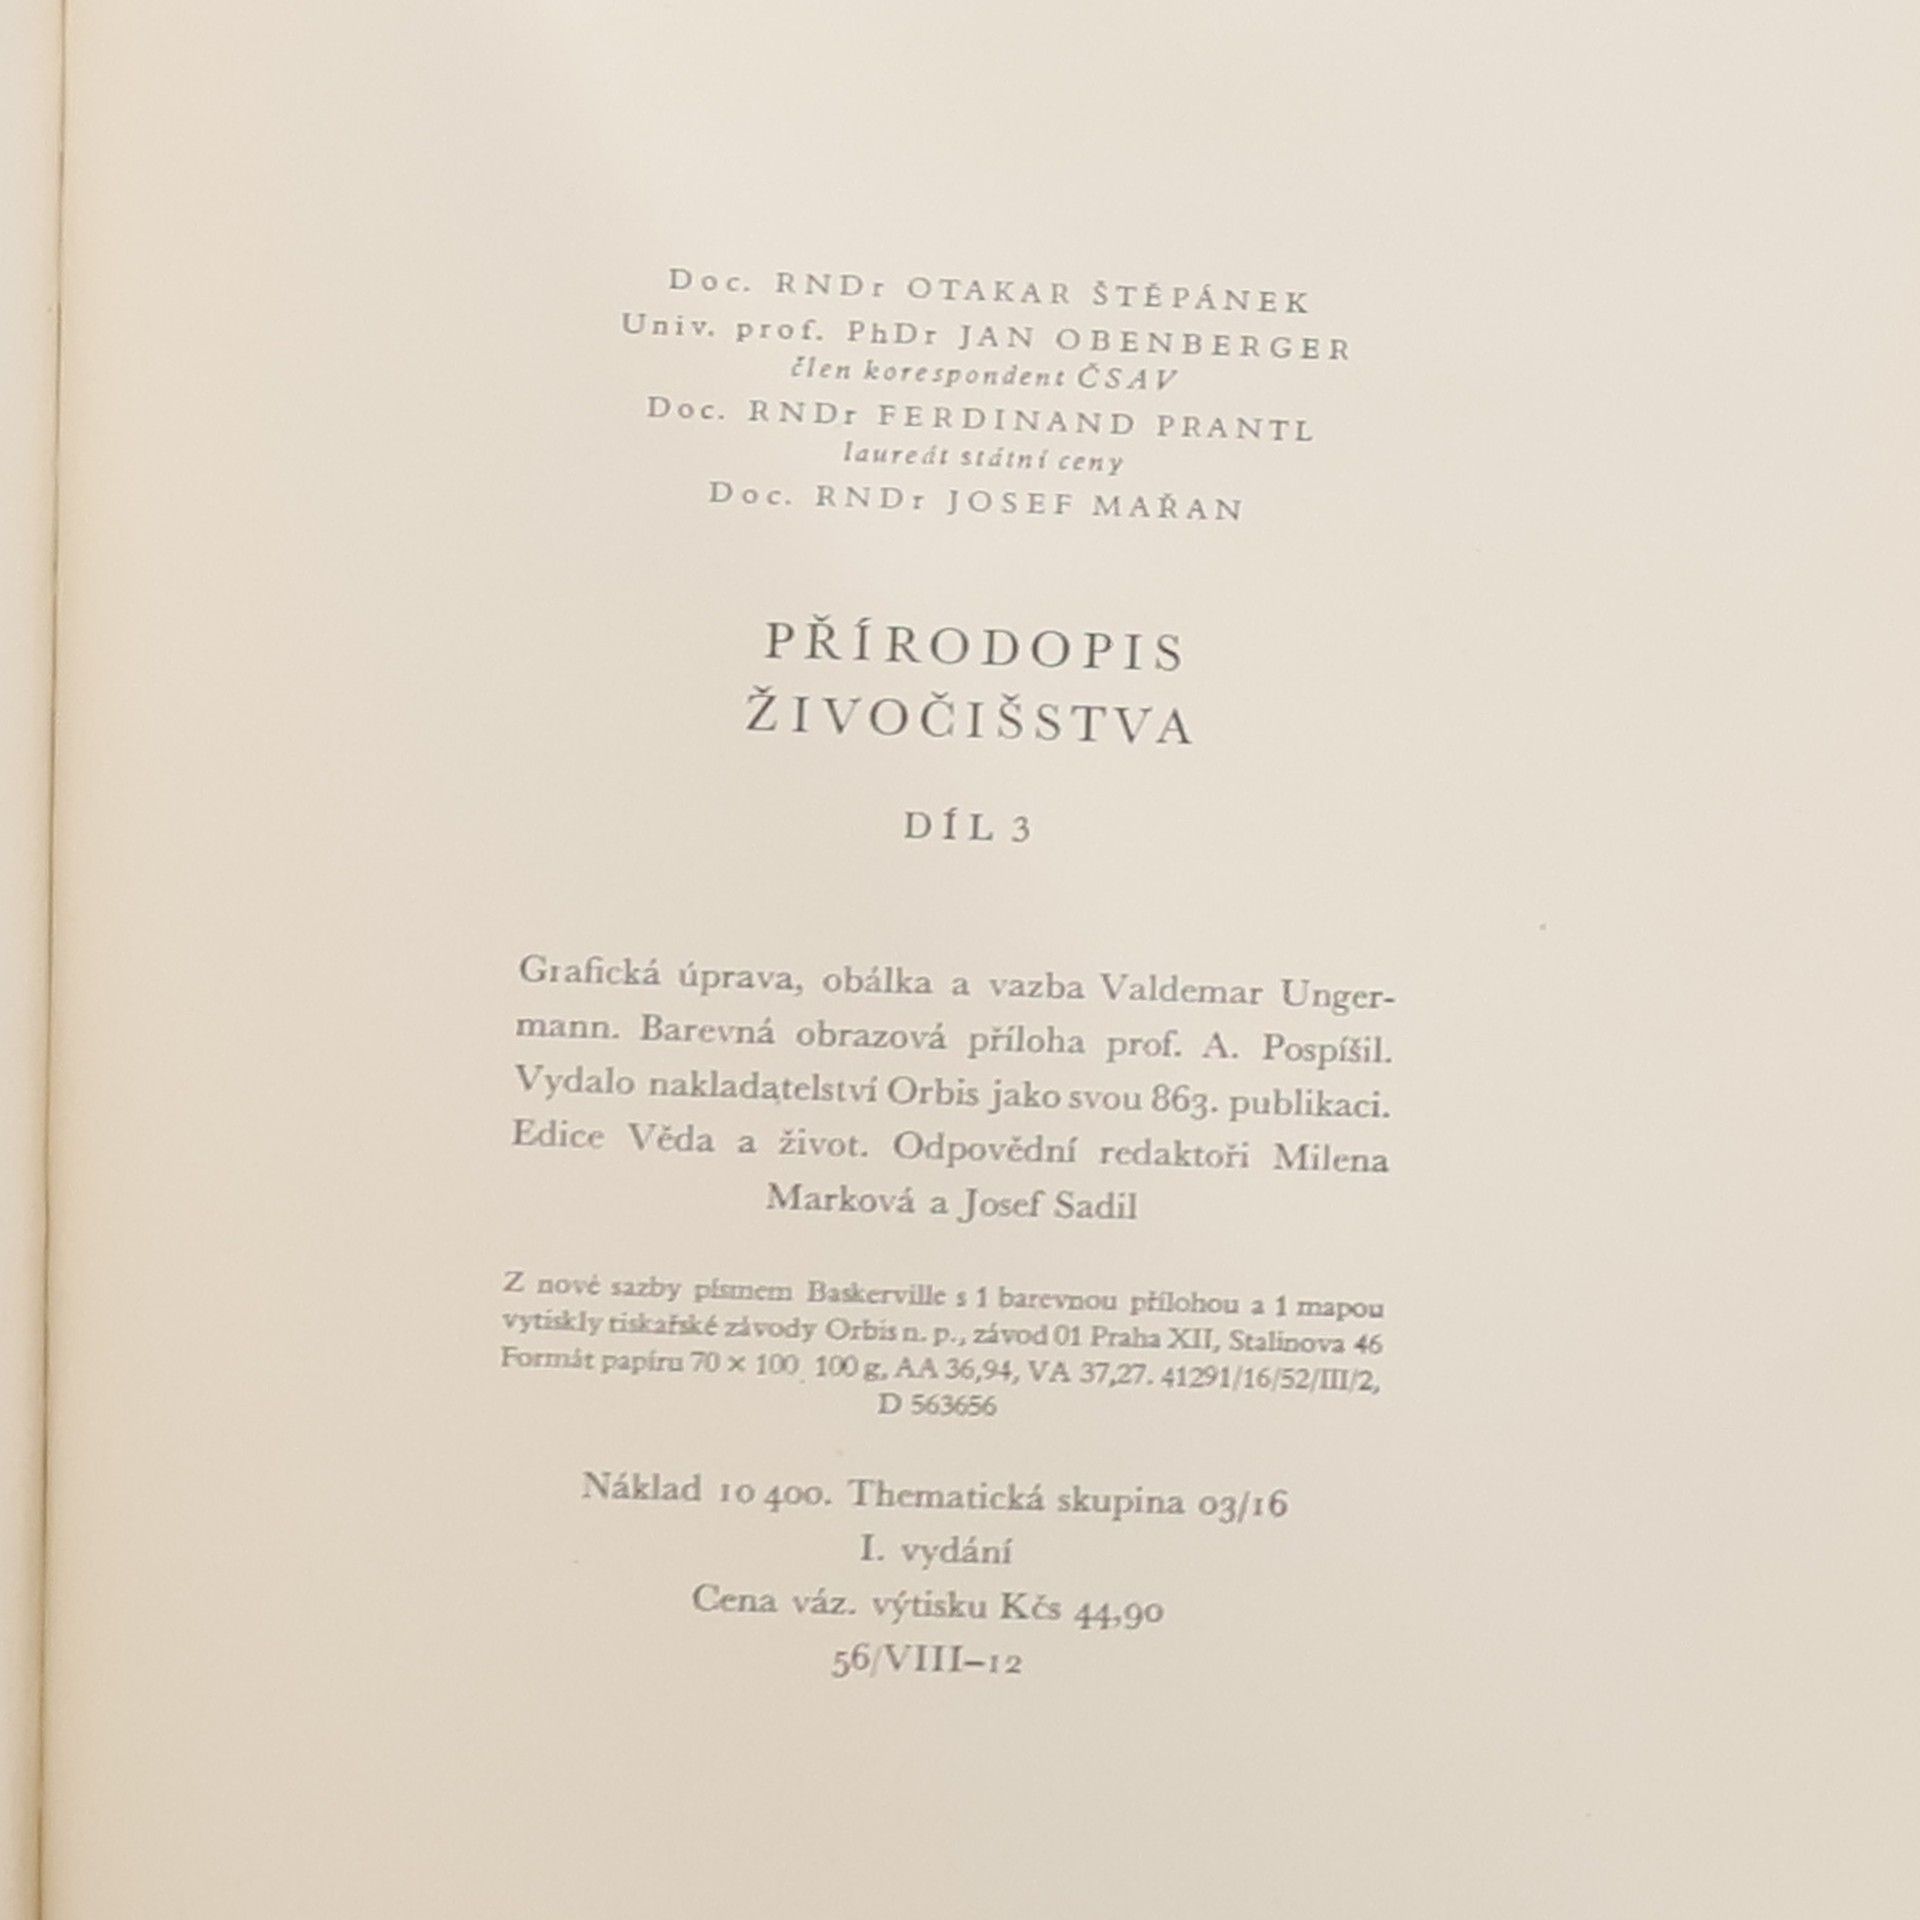 Doc. RNDr OTAKAR ŠTĚPÁNEK
Univ. prof. PhDr JAN OBENBERGER
člen korespondent ČSAV
Doc. RNDr FERDINAND PRANTL
laureát státní ceny
Doc. RNDr JOSEF MAŘAN
PŘÍRODOPIS
ŽIVOČIŠSTVA
DÍL 3
Grafická úprava, obálka a vazba Valdemar Unger-
mann. Barevná obrazová příloha prof. A. Pospíšil.
Vydalo nakladatelství Orbis jako svou 863. publikaci.
Edice Věda a život. Odpovědní redaktoři Milena
Marková a Josef Sadil
Z nové sazby písmem Baskerville s 1 barevnou přílohou a 1 mapou
vytiskly tiskařské závody Orbis n. p., závod 01 Praha XII, Stalinova 46
Formát papíru 70 × 100, 100 g, AA 36,94, VA 37,27. 41291/16/52/III/2,
D 563656
Náklad 10 400. Thematická skupina 03/16
I. vydání
Cena váz. výtisku Kčs 44,90
56/VIII–12